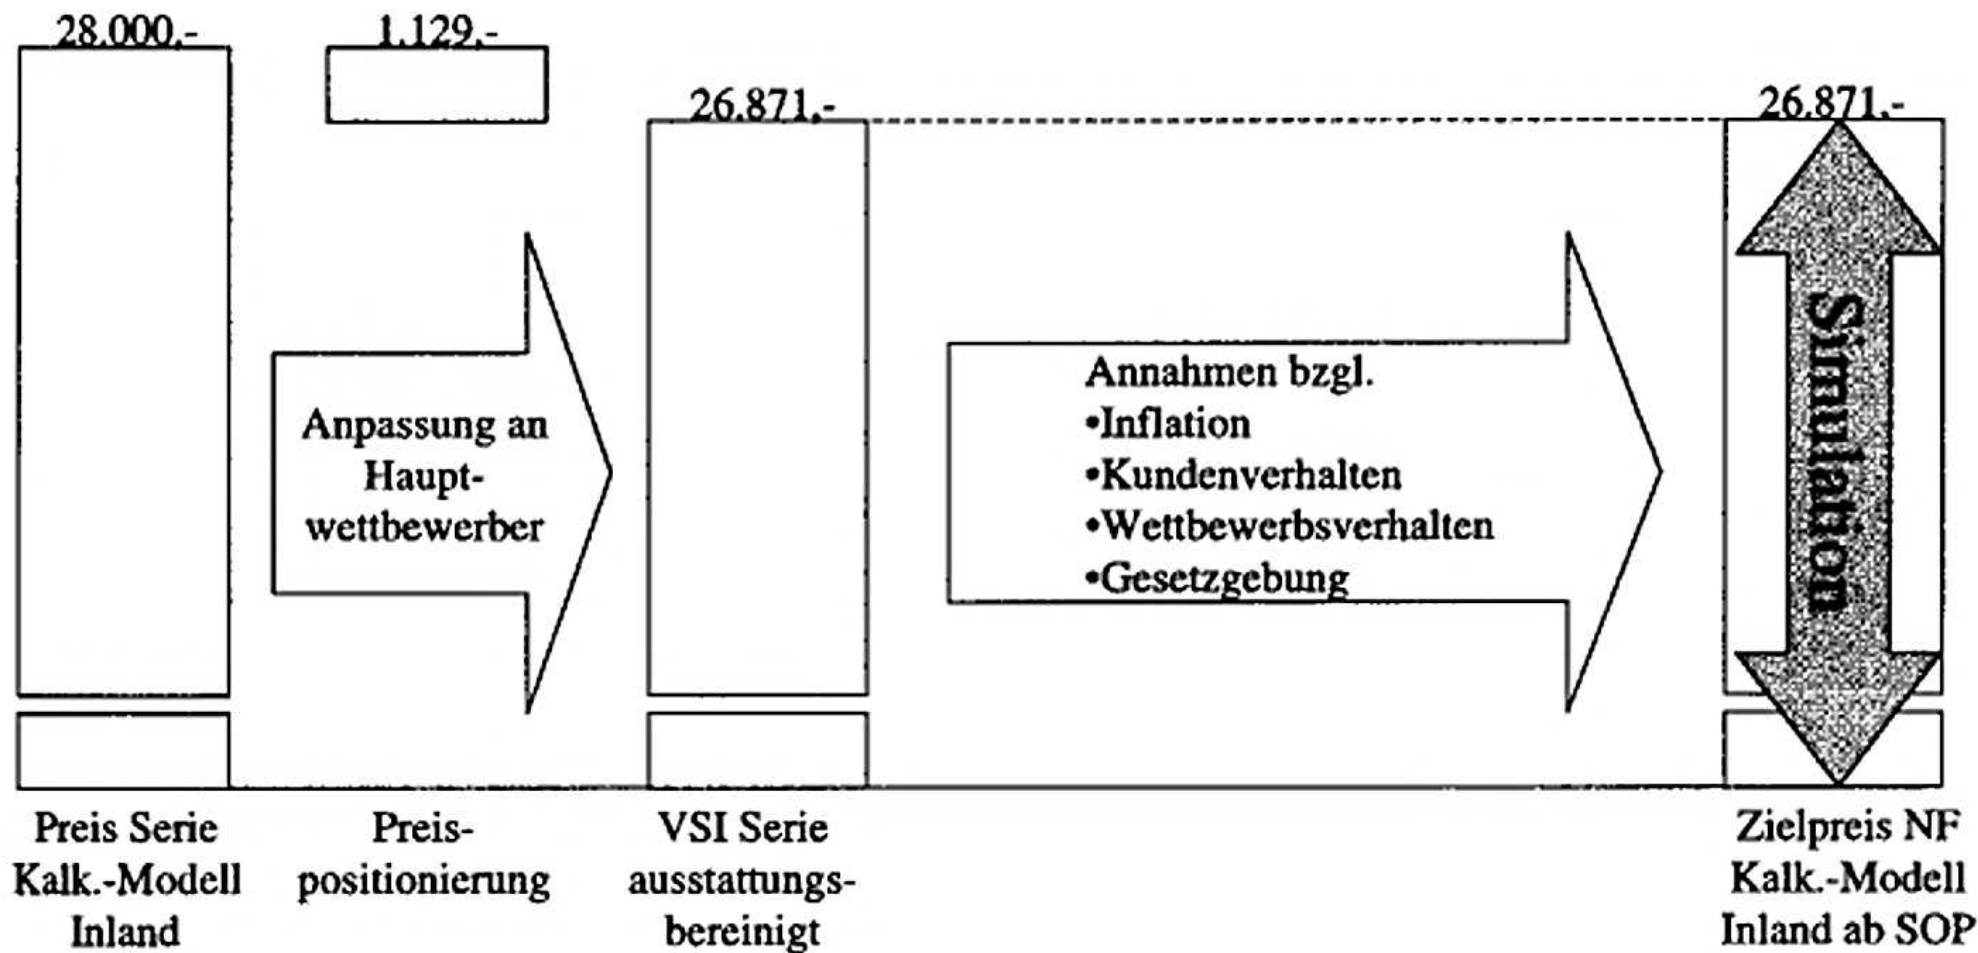 28.000,-
1.129,-
26.871,-
26.871,-
Anpassung an
Haupt-
wettbewerber
Annahmen bzgl.
•Inflation
•Kundenverhalten
•Wettbewerbsverhalten
•Gesetzgebung
Simulation
Preis Serie
Kalk.-Modell
Inland
Preis-
positionierung
VSI Serie
ausstattungs-
bereinigt
Zielpreis NF
Kalk.-Modell
Inland ab SOP